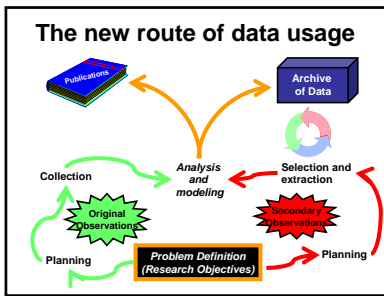 The new route of data usage
Publications
Archive
of Data
Collection
Analysis
and
modeling
Selection and
extraction
Original
Observations
Secondary
Observations
Planning
Problem Definition
(Research Objectives)
Planning